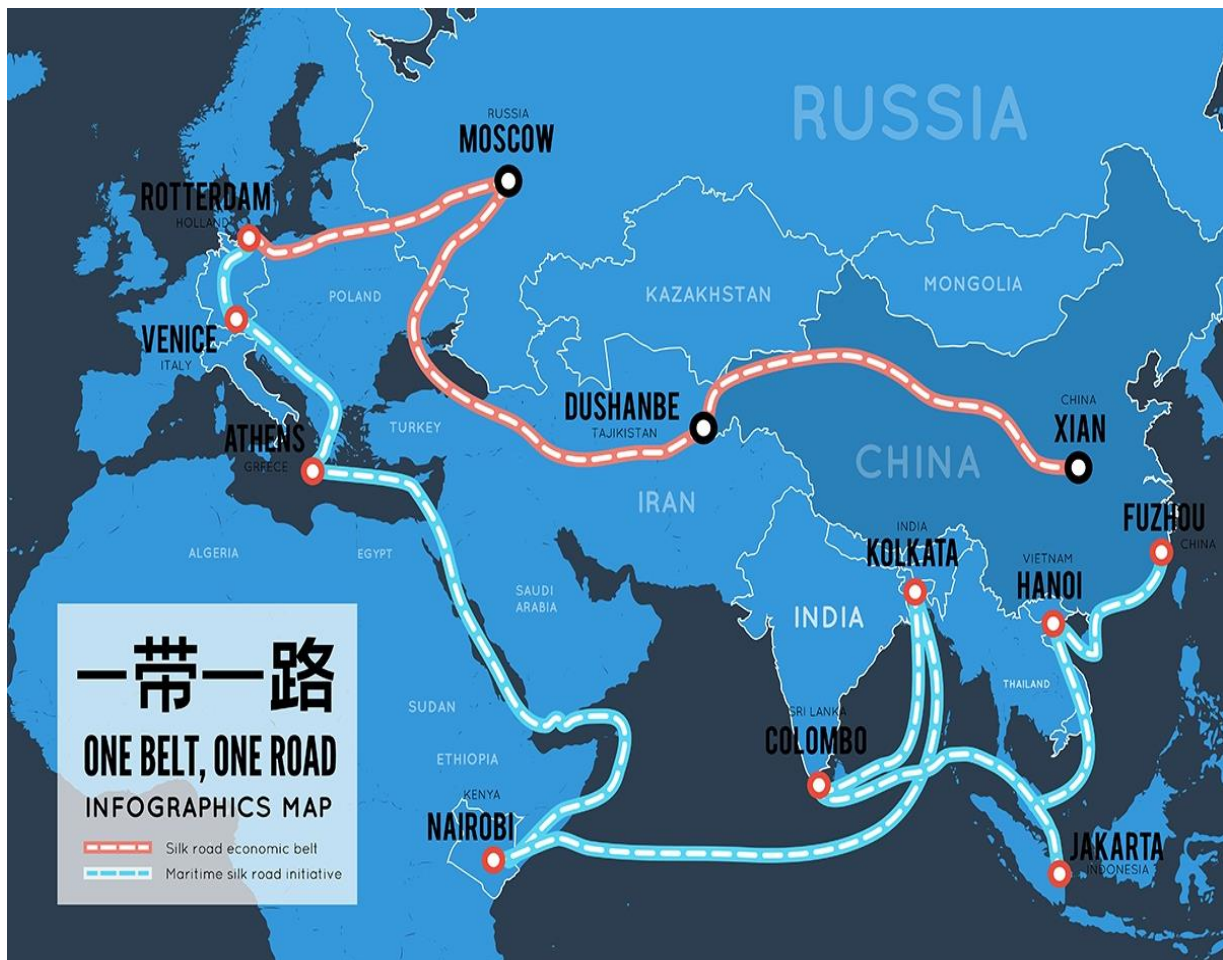 RUSSIA
RUSSIA
MOSCOW
ROTTERDAM
HOLLAND
POLAND
KAZAKHSTAN
MONGOLIA
VENICE
ITALY
DUSHANBE
TAJIKISTAN
CHINA
XIAN
ATHENS
GREECE
TURKEY
CHINA
IRAN
FUZHOU
CHINA
INDIA
KOLKATA
VIETNAM
HANOI
ALGERIA
EGYPT
SAUDI
ARABIA
INDIA
THAILAND
SUDAN
SRI LANKA
COLOMBO
ETHIOPIA
KENYA
NAIROBI
JAKARTA
INDONESIA
一带一路
ONE BELT, ONE ROAD
INFOGRAPHICS MAP
Silk road economic belt
Maritime silk road initiative